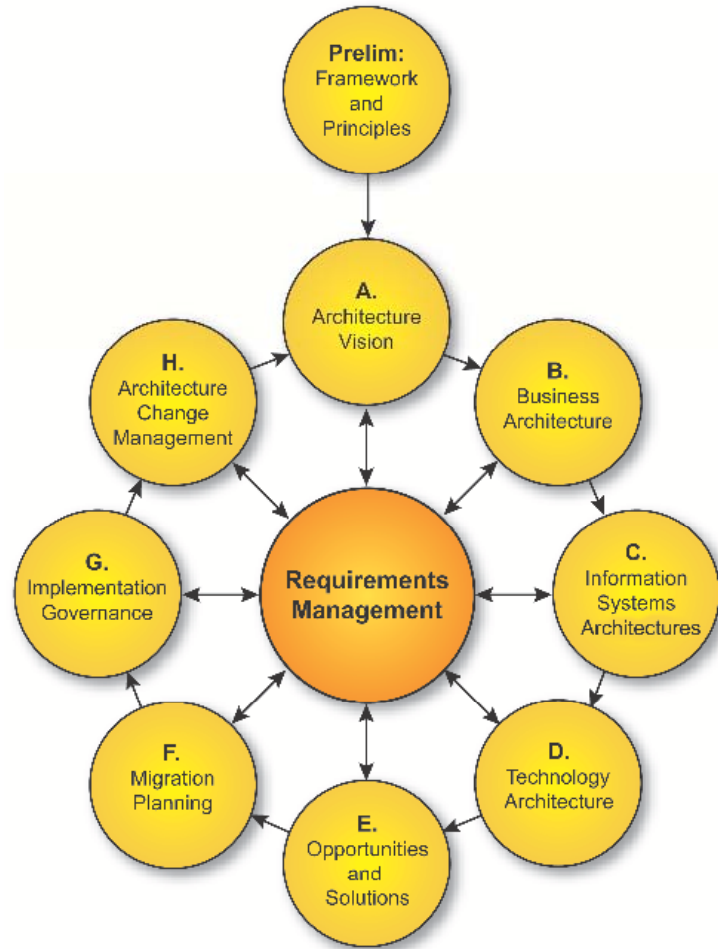 Prelim:
Framework
and
Principles
A.
Architecture
Vision
B.
Business
Architecture
C.
Information
Systems
Architectures
D.
Technology
Architecture
E.
Opportunities
and
Solutions
F.
Migration
Planning
G.
Implementation
Governance
H.
Architecture
Change
Management
Requirements
Management